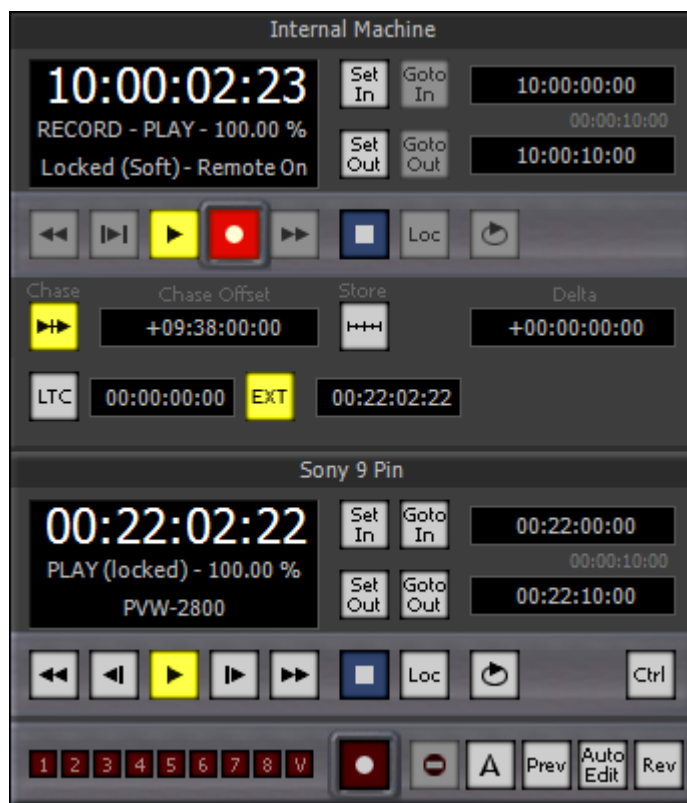 Internal Machine
10:00:02:23
RECORD - PLAY - 100.00 %
Locked (Soft) - Remote On
Set In
Goto In
10:00:00:00
00:00:10:00
Set Out
Goto Out
10:00:10:00
Loc
Chase
Chase Offset
Store
Delta
+09:38:00:00
+00:00:00:00
LTC
00:00:00:00
EXT
00:22:02:22
Sony 9 Pin
00:22:02:22
PLAY (locked) - 100.00 %
PVW-2800
Set In
Goto In
00:22:00:00
00:00:10:00
Set Out
Goto Out
00:22:10:00
Loc
Ctrl
1 2 3 4 5 6 7 8 V
A
Prev
Auto Edit
Rev